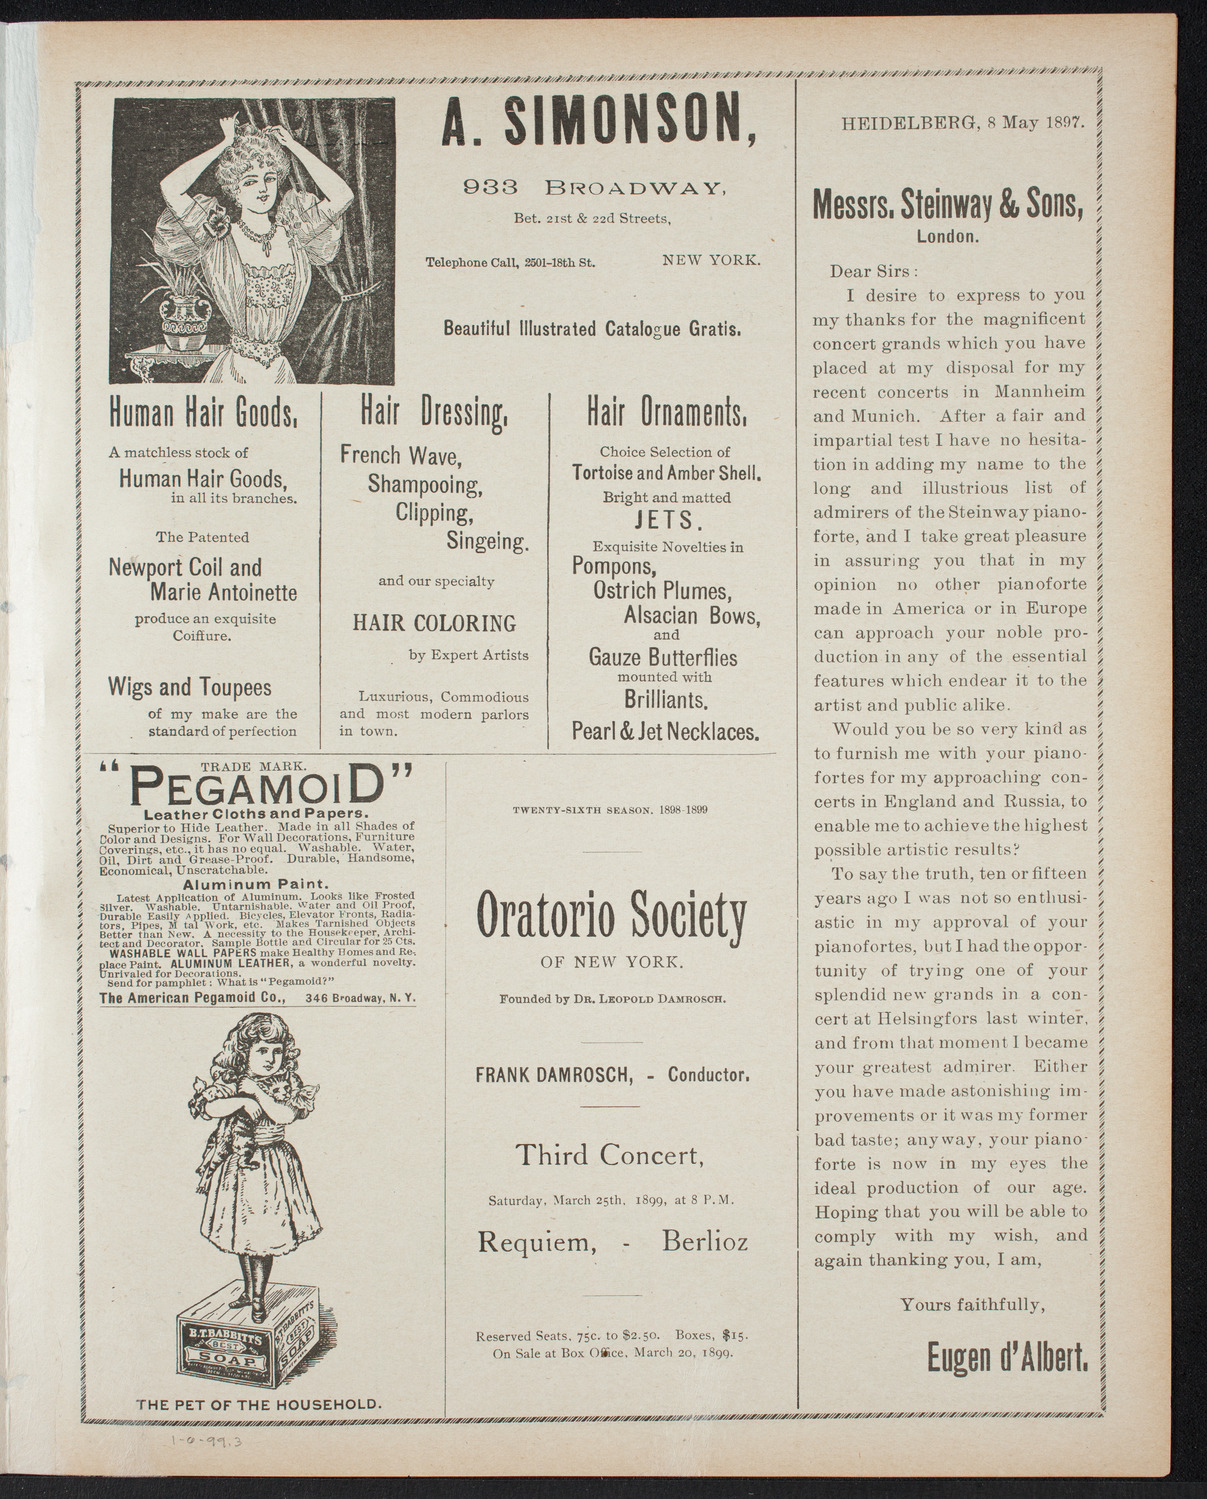 A. SIMONSON,
933 BROADWAY,
Bet. 21st & 22d Streets,
Telephone Call, 2501-18th St. NEW YORK.
Beautiful Illustrated Catalogue Gratis.
Human Hair Goods,
A matchless stock of
Human Hair Goods,
in all its branches.
The Patented
Newport Coil and
Marie Antoinette
produce an exquisite
Coiffure.
Wigs and Toupees
of my make are the
standard of perfection
Hair Dressing,
French Wave,
Shampooing,
Clipping,
Singeing.
and our specialty
HAIR COLORING
by Expert Artists
Luxurious, Commodious
and most modern parlors
in town.
Hair Ornaments,
Choice Selection of
Tortoise and Amber Shell.
Bright and matted
JETS.
Exquisite Novelties in
Pompons,
Ostrich Plumes,
Alsacian Bows,
and
Gauze Butterflies
mounted with
Brilliants.
Pearl & Jet Necklaces.
TRADE MARK.
"PEGAMOID"
Leather Cloths and Papers.
Superior to Hide Leather. Made in all Shades of
Color and Designs. For Wall Decorations, Furniture
Coverings, etc., it has no equal. Washable. Water,
Oil, Dirt and Grease-Proof. Durable, Handsome,
Economical, Unscratchable.
Aluminum Paint.
Latest Application of Aluminum. Looks like Frosted
Silver. Washable. Untarnishable. Water and Oil Proof,
Durable Easily Applied. Bicycles, Elevator Fronts, Radia-
tors, Pipes, M tal Work, etc. Makes Tarnished Objects
Better than New. A necessity to the Housekeeper, Archi-
tect and Decorator. Sample Bottle and Circular for 25 Cts.
WASHABLE WALL PAPERS make Healthy Homes and Re-
place Paint. ALUMINUM LEATHER, a wonderful novelty.
Unrivaled for Decorations.
Send for pamphlet: What is "Pegamoid?"
The American Pegamoid Co., 346 Broadway, N. Y.
B.T. BABBITT'S
BEST
SOAP
B.T. BABBITT'S
BEST
SOAP
THE PET OF THE HOUSEHOLD.
TWENTY-SIXTH SEASON, 1898-1899
Oratorio Society
OF NEW YORK.
Founded by DR. LEOPOLD DAMROSCH.
FRANK DAMROSCH, - Conductor.
Third Concert,
Saturday, March 25th, 1899, at 8 P.M.
Requiem, - Berlioz
Reserved Seats, 75c. to $2.50. Boxes, $15.
On Sale at Box Office, March 20, 1899.
HEIDELBERG, 8 May 1897.
Messrs. Steinway & Sons,
London.
Dear Sirs:
I desire to express to you
my thanks for the magnificent
concert grands which you have
placed at my disposal for my
recent concerts in Mannheim
and Munich. After a fair and
impartial test I have no hesita-
tion in adding my name to the
long and illustrious list of
admirers of the Steinway piano-
forte, and I take great pleasure
in assuring you that in my
opinion no other pianoforte
made in America or in Europe
can approach your noble pro-
duction in any of the essential
features which endear it to the
artist and public alike.
Would you be so very kind as
to furnish me with your piano-
fortes for my approaching con-
certs in England and Russia, to
enable me to achieve the highest
possible artistic results?
To say the truth, ten or fifteen
years ago I was not so enthusi-
astic in my approval of your
pianofortes, but I had the oppor-
tunity of trying one of your
splendid new grands in a con-
cert at Helsingfors last winter,
and from that moment I became
your greatest admirer. Either
you have made astonishing im-
provements or it was my former
bad taste; anyway, your piano-
forte is now in my eyes the
ideal production of our age.
Hoping that you will be able to
comply with my wish, and
again thanking you, I am,
Yours faithfully,
Eugen d'Albert.
1-0-99.3